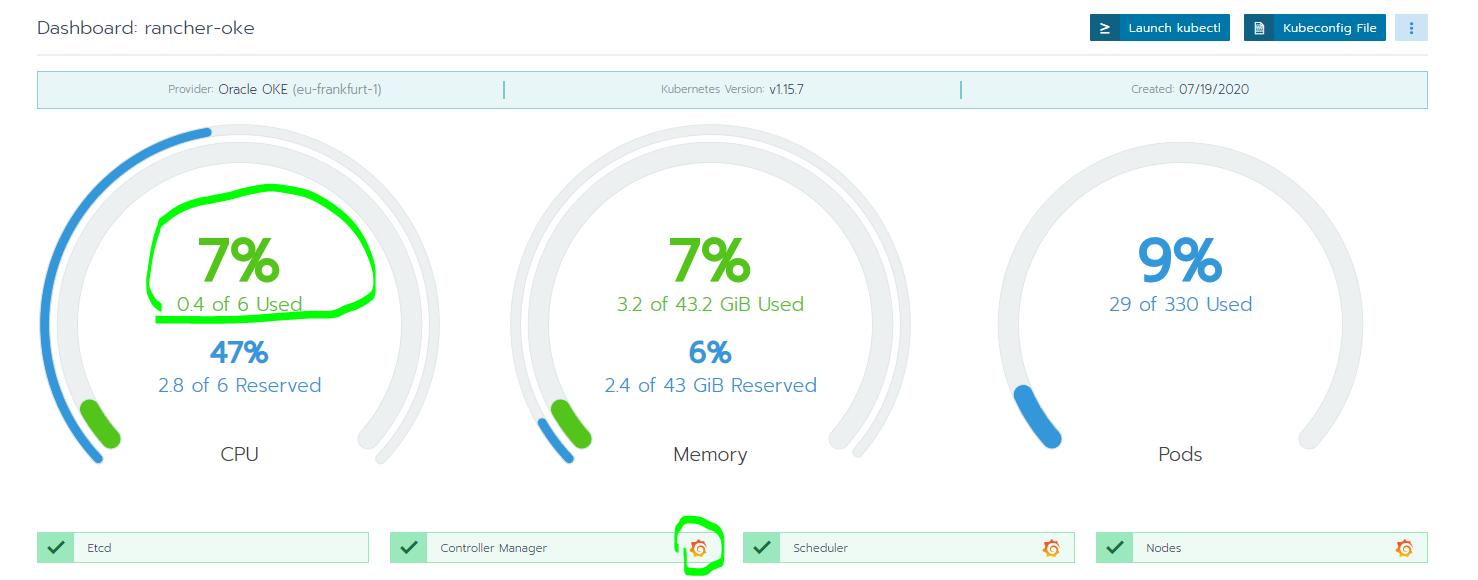 Dashboard: rancher-oke
Launch kubectl
Kubeconfig File
Provider: Oracle OKE (eu-frankfurt-1)
Kubernetes Version: v1.15.7
Created: 07/19/2020
7%
0.4 of 6 Used
47%
2.8 of 6 Reserved
CPU
7%
3.2 of 43.2 GiB Used
6%
2.4 of 43 GiB Reserved
Memory
9%
29 of 330 Used
Pods
Etcd
Controller Manager
Scheduler
Nodes